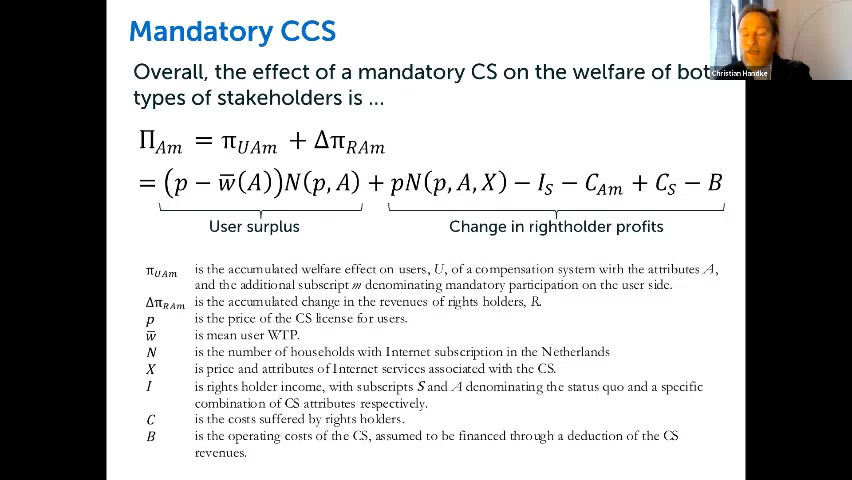 Mandatory CCS
Overall, the effect of a mandatory CS on the welfare of bot
types of stakeholders is …
Π_Am = π_UAm + Δπ_RAm
= (p − w̅(A))N(p, A) + pN(p, A, X) − I_S − C_Am + C_S − B
User surplus
Change in rightholder profits
π_UAm is the accumulated welfare effect on users, U, of a compensation system with the attributes A,
and the additional subscript m denominating mandatory participation on the user side.
Δπ_RAm is the accumulated change in the revenues of rights holders, R.
p is the price of the CS license for users.
w̅ is mean user WTP.
N is the number of households with Internet subscription in the Netherlands
X is price and attributes of Internet services associated with the CS.
I is rights holder income, with subscripts S and A denominating the status quo and a specific
combination of CS attributes respectively.
C is the costs suffered by rights holders.
B is the operating costs of the CS, assumed to be financed through a deduction of the CS
revenues.
Christian Handke